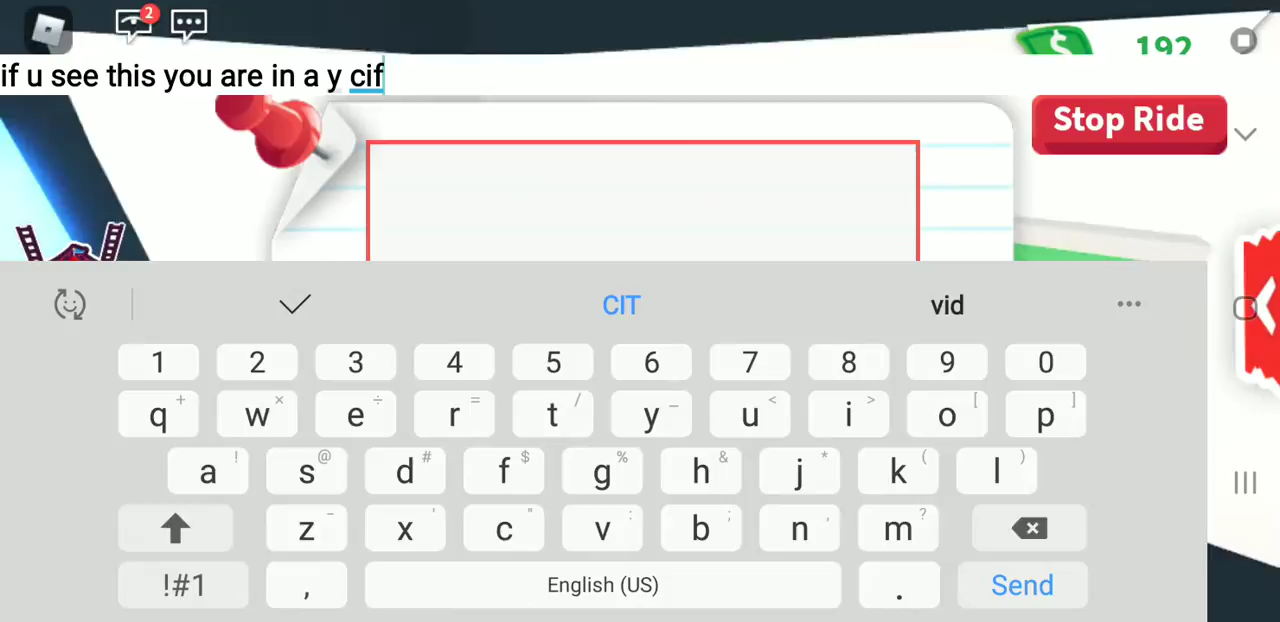 2
192
if u see this you are in a y cif
Stop Ride
CIT vid
1 2 3 4 5 6 7 8 9 0
q + w × e ÷ r = t / y _ u < i > o [ p ]
a ! s @ d # f $ g % h & j * k ( l )
z - x ' c " v : b ; n , m ?
!#1 , English (US) . Send